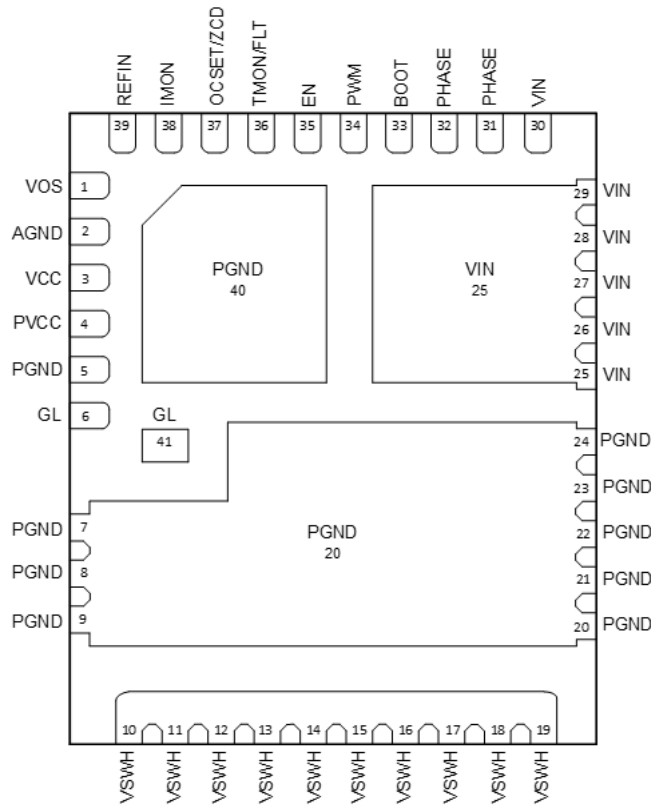 REFIN
IMON
OCSET/ZCD
TMON/FLT
EN
PWM
BOOT
PHASE
PHASE
VIN
39
38
37
36
35
34
33
32
31
30
VOS
1
29
VIN
AGND
2
28
VIN
PGND
40
VIN
25
VCC
3
27
VIN
PVCC
4
26
VIN
PGND
5
25
VIN
GL
6
GL
41
24
PGND
23
PGND
PGND
7
PGND
20
22
PGND
PGND
8
21
PGND
PGND
9
20
PGND
10
11
12
13
14
15
16
17
18
19
VSWH
VSWH
VSWH
VSWH
VSWH
VSWH
VSWH
VSWH
VSWH
VSWH